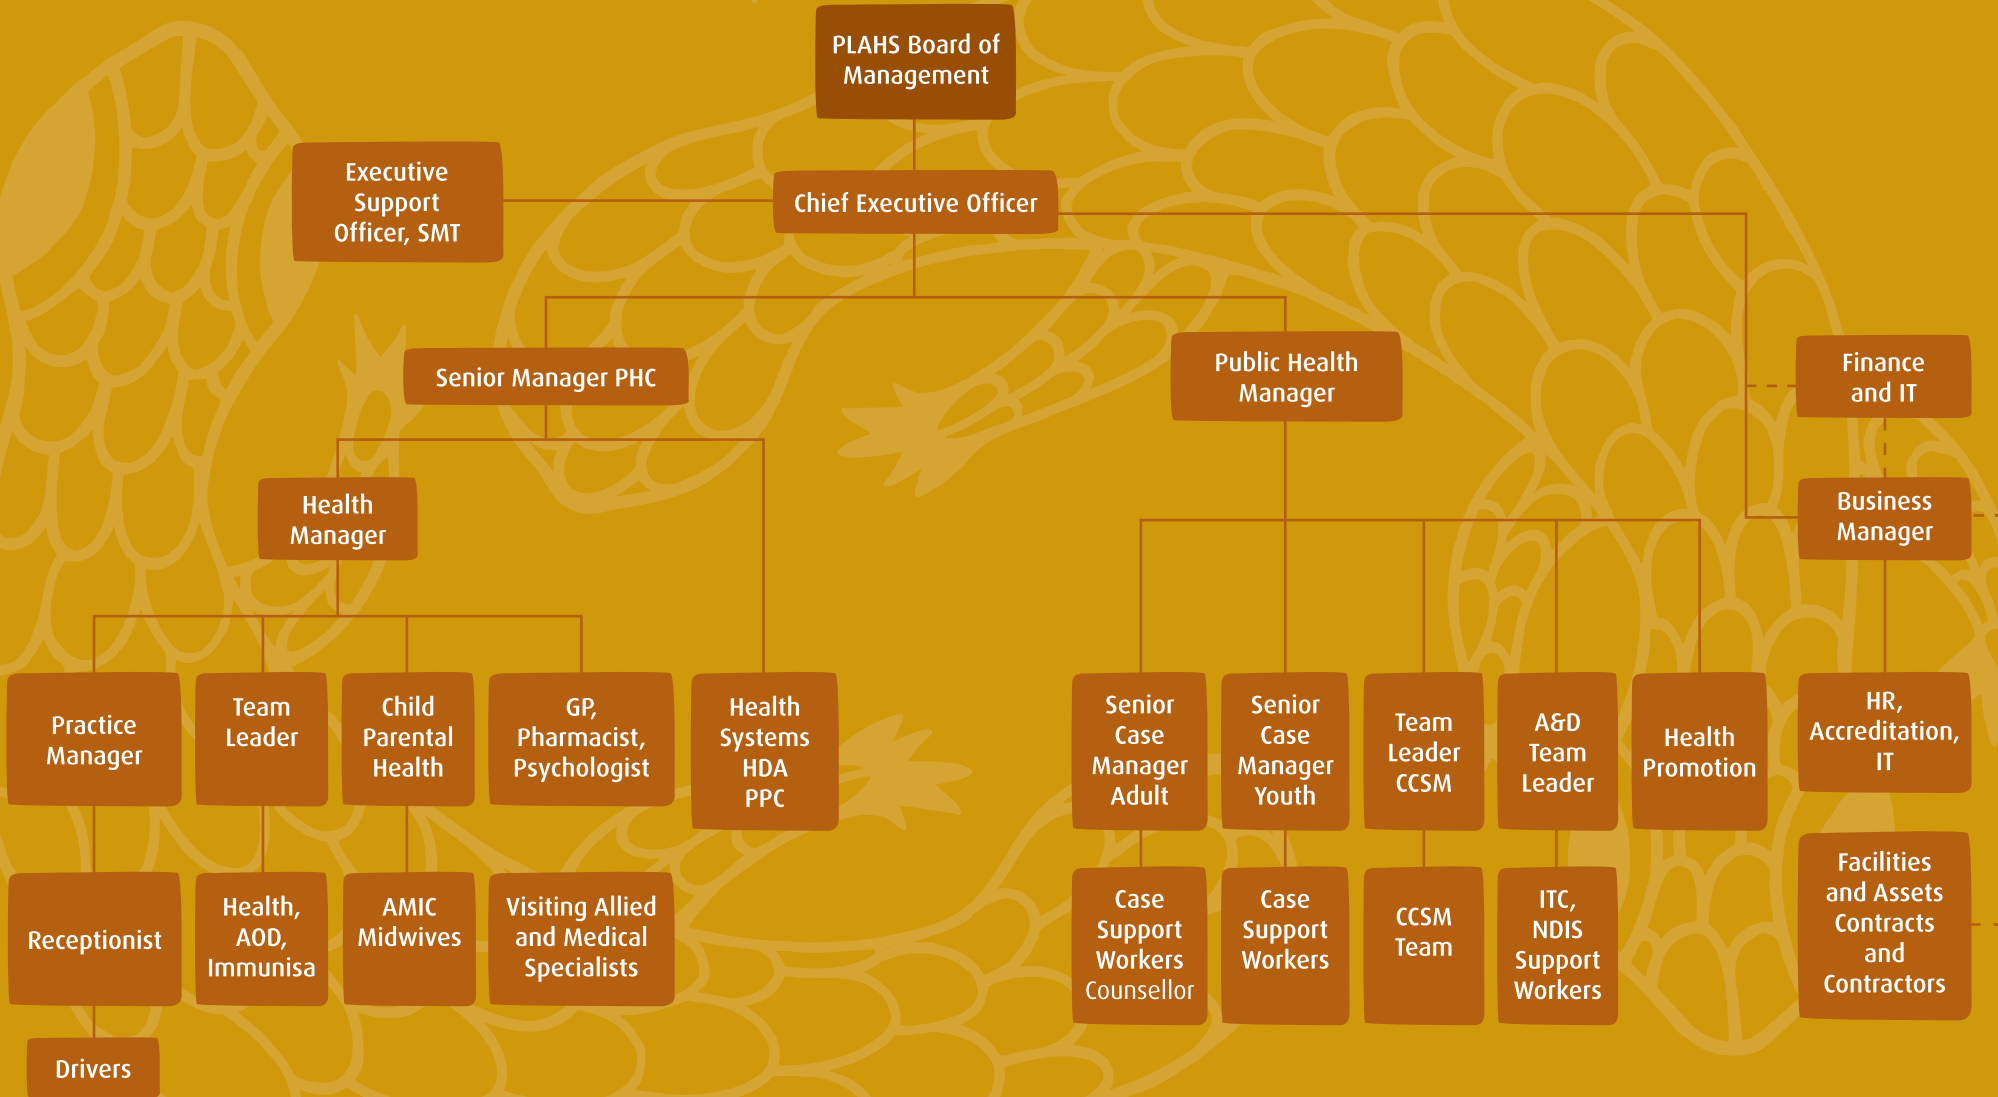 PLAHS Board of
Management
Executive
Support
Officer, SMT
Chief Executive Officer
Senior Manager PHC
Public Health
Manager
Finance
and IT
Health
Manager
Business
Manager
Practice
Manager
Team
Leader
Child
Parental
Health
GP,
Pharmacist,
Psychologist
Health
Systems
HDA
PPC
Senior
Case
Manager
Adult
Senior
Case
Manager
Youth
Team
Leader
CCSM
A&D
Team
Leader
Health
Promotion
HR,
Accreditation,
IT
Receptionist
Health,
AOD,
Immunisa
AMIC
Midwives
Visiting Allied
and Medical
Specialists
Case
Support
Workers
Counsellor
Case
Support
Workers
CCSM
Team
ITC,
NDIS
Support
Workers
Facilities
and Assets
Contracts
and
Contractors
Drivers